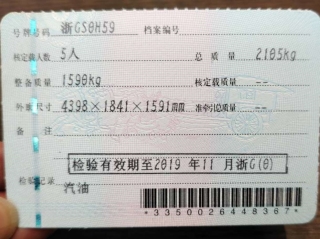 号牌号码 浙GS0H59 档案编号
核定载人数 5人 总质量 2105kg
整备质量 1590kg 核定载质量 --
外廓尺寸 4398×1841×1591mm 准牵引总质量 --
备注
检验有效期至2019年11月浙G(0)
检验记录
汽油
*3350026448367*